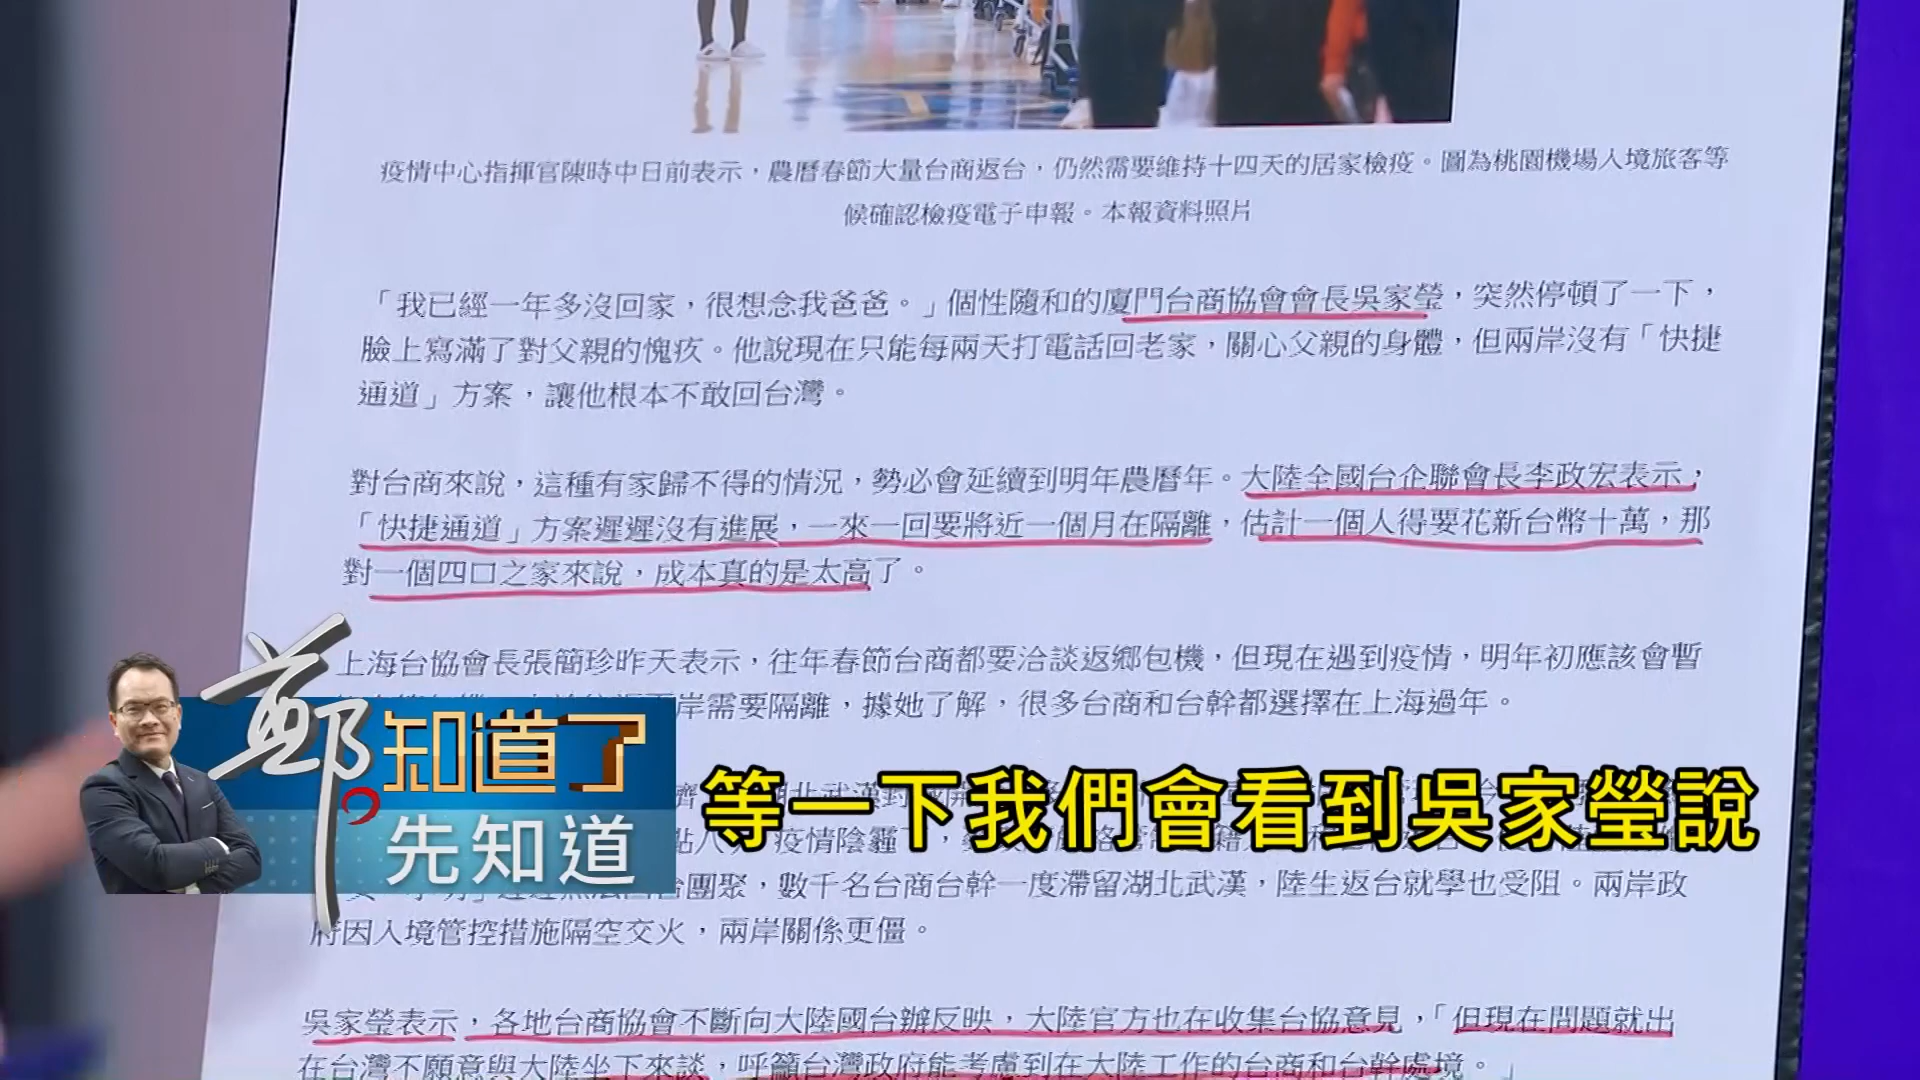 疫情中心指揮官陳時中日前表示，農曆春節大量台商返台，仍然需要維持十四天的居家檢疫。圖為桃園機場入境旅客等
候確認檢疫電子申報。本報資料照片
「我已經一年多沒回家，很想念我爸爸。」個性隨和的廈門台商協會會長吳家瑩，突然停頓了一下，
臉上寫滿了對父親的愧疚。他說現在只能每兩天打電話回老家，關心父親的身體，但兩岸沒有「快捷
通道」方案，讓他根本不敢回台灣。
對台商來說，這種有家歸不得的情況，勢必會延續到明年農曆年。大陸全國台企聯會長李政宏表示，
「快捷通道」方案遲遲沒有進展，一來一回要將近一個月在隔離，估計一個人得要花新台幣十萬，那
對一個四口之家來說，成本真的是太高了。
上海台協會長張簡珍昨天表示，往年春節台商都要洽談返鄉包機，但現在遇到疫情，明年初應該會暫
岸需要隔離，據她了解，很多台商和台幹都選擇在上海過年。
鄭知道了
先知道
等一下我們會看到吳家瑩說
疫情陰霾下
團聚，數千名台商台幹一度滯留湖北武漢，陸生返台就學也受阻。兩岸政
府因入境管控措施隔空交火，兩岸關係更僵。
吳家瑩表示，各地台商協會不斷向大陸國台辦反映，大陸官方也在收集台協意見，「但現在問題就出
在台灣不願意與大陸坐下來談，呼籲台灣政府能考慮到在大陸工作的台商和台幹處境。」